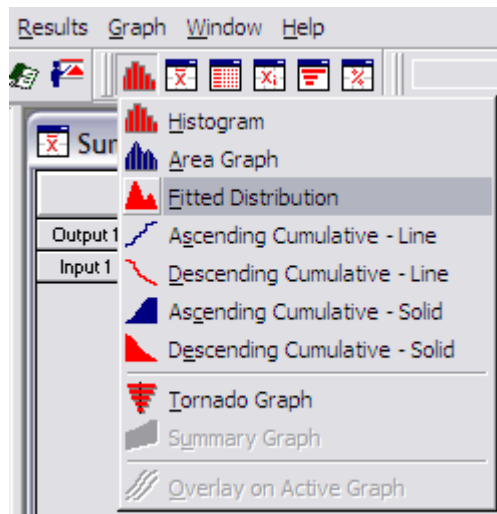 Results Graph Window Help
Sur
Histogram
Area Graph
Fitted Distribution
Output 1
Ascending Cumulative - Line
Input 1
Descending Cumulative - Line
Ascending Cumulative - Solid
Descending Cumulative - Solid
Tornado Graph
Summary Graph
Overlay on Active Graph